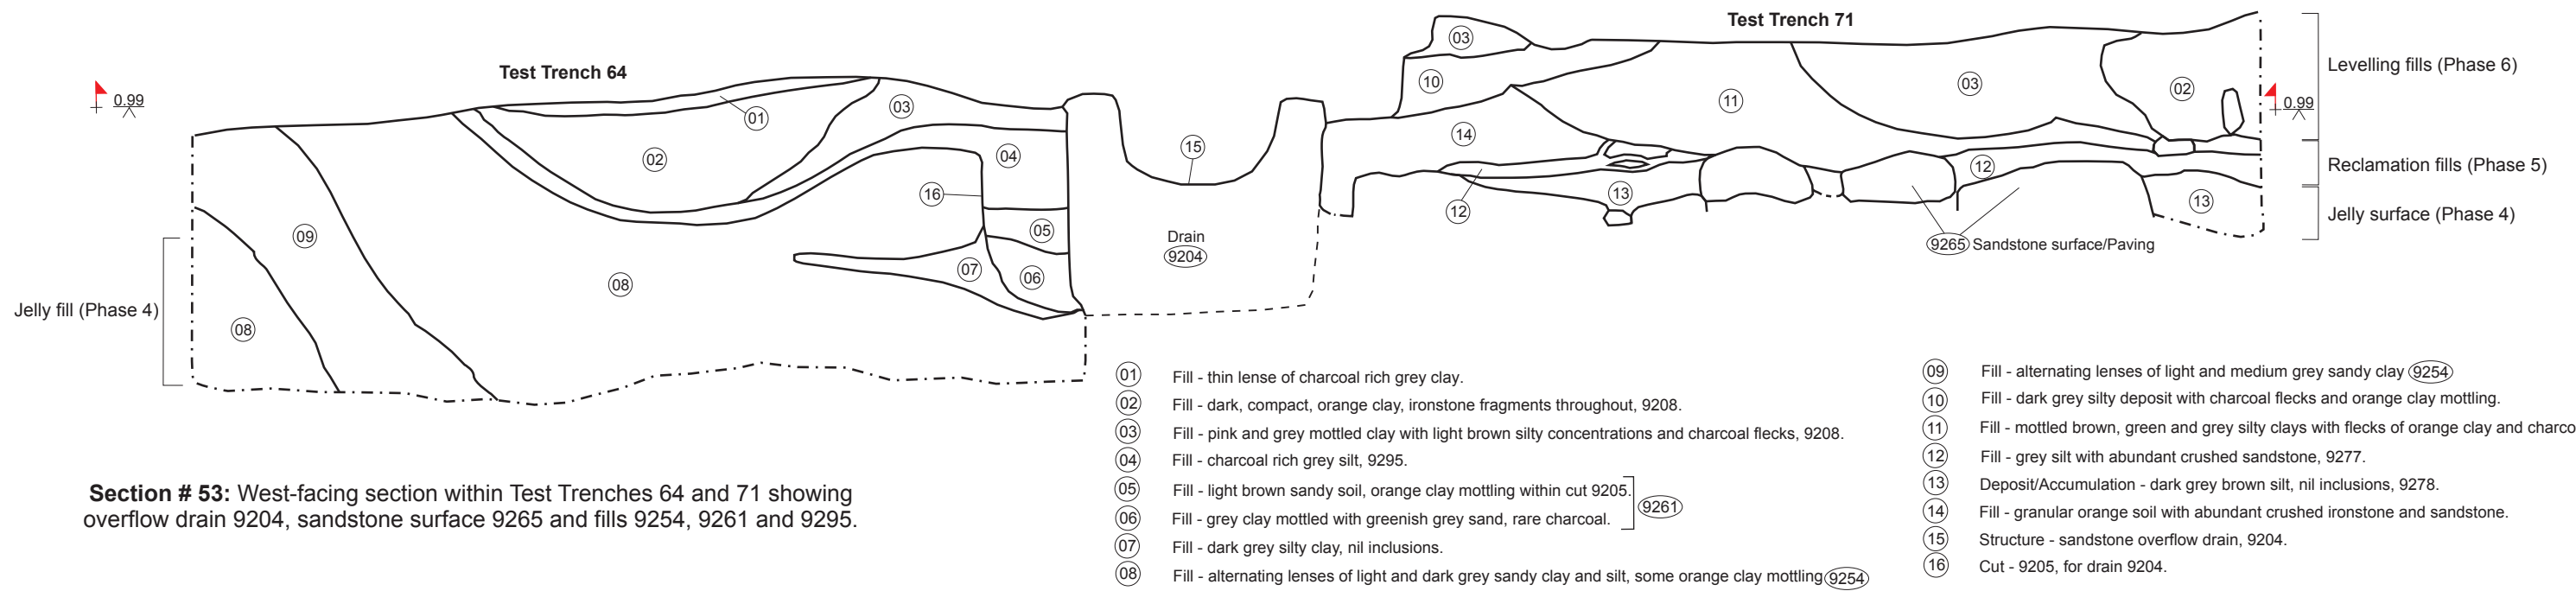 Test Trench 71
03
Levelling fills (Phase 6)
Test Trench 64
10
03
02
0.99
01
03
11
0.99
14
15
04
02
12
Reclamation fills (Phase 5)
16
13
13
12
Jelly surface (Phase 4)
05
09
Drain
9204
9265 Sandstone surface/Paving
07
06
08
Jelly fill (Phase 4)
08
01 Fill - thin lense of charcoal rich grey clay.
02 Fill - dark, compact, orange clay, ironstone fragments throughout, 9208.
03 Fill - pink and grey mottled clay with light brown silty concentrations and charcoal flecks, 9208.
04 Fill - charcoal rich grey silt, 9295.
05 Fill - light brown sandy soil, orange clay mottling within cut 9205.
9261
06 Fill - grey clay mottled with greenish grey sand, rare charcoal.
07 Fill - dark grey silty clay, nil inclusions.
08 Fill - alternating lenses of light and dark grey sandy clay and silt, some orange clay mottling 9254
09 Fill - alternating lenses of light and medium grey sandy clay 9254
10 Fill - dark grey silty deposit with charcoal flecks and orange clay mottling.
11 Fill - mottled brown, green and grey silty clays with flecks of orange clay and charco
12 Fill - grey silt with abundant crushed sandstone, 9277.
13 Deposit/Accumulation - dark grey brown silt, nil inclusions, 9278.
14 Fill - granular orange soil with abundant crushed ironstone and sandstone.
15 Structure - sandstone overflow drain, 9204.
16 Cut - 9205, for drain 9204.
Section # 53: West-facing section within Test Trenches 64 and 71 showing
overflow drain 9204, sandstone surface 9265 and fills 9254, 9261 and 9295.